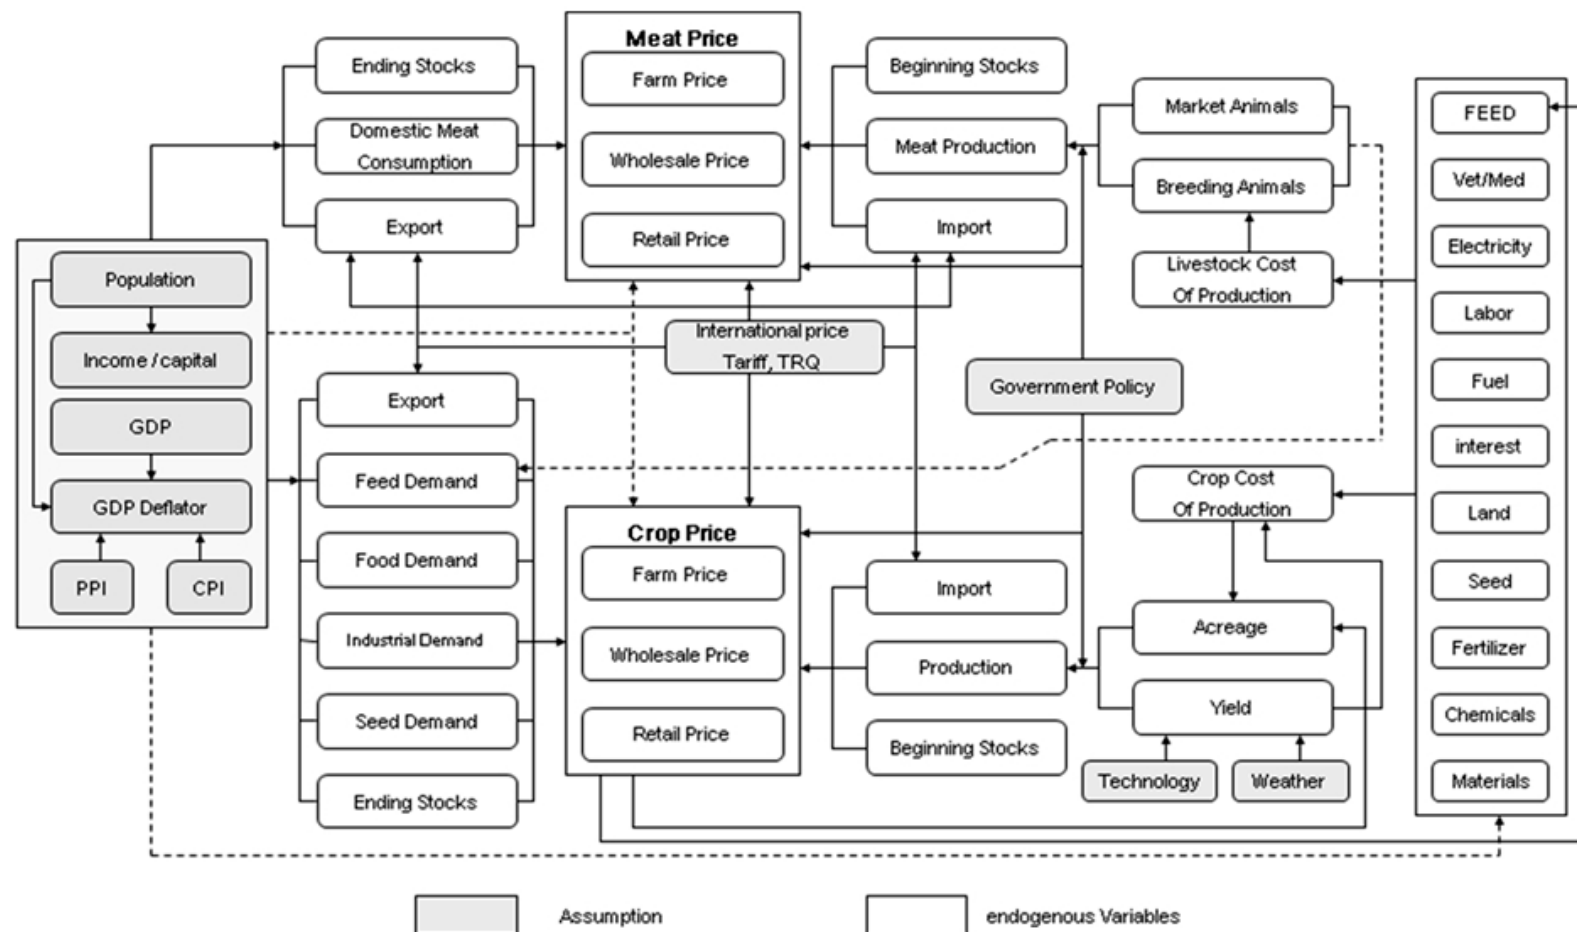 Meat Price
Farm Price
Wholesale Price
Retail Price
Ending Stocks
Domestic Meat
Consumption
Export
Beginning Stocks
Meat Production
Import
Market Animals
Breeding Animals
Livestock Cost
Of Production
FEED
Vet/Med
Electricity
Labor
Fuel
interest
Land
Seed
Fertilizer
Chemicals
Materials
Population
Income / capital
GDP
GDP Deflator
PPI
CPI
International price
Tariff, TRQ
Government Policy
Export
Feed Demand
Food Demand
Industrial Demand
Seed Demand
Ending Stocks
Crop Price
Farm Price
Wholesale Price
Retail Price
Import
Production
Beginning Stocks
Crop Cost
Of Production
Acreage
Yield
Technology
Weather
Assumption
endogenous Variables